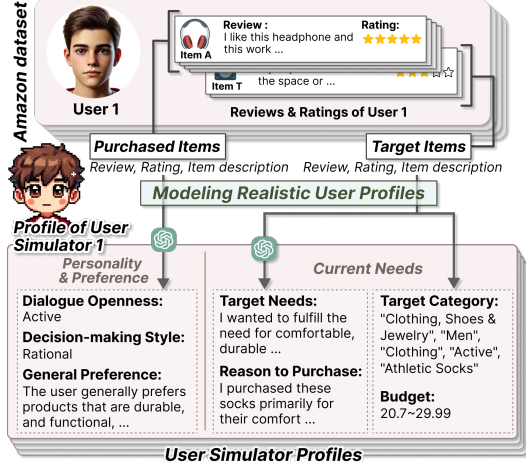 Amazon dataset
Review :
I like this headphone and
this work ...
Rating:
Item A
Item T
the space or ...
User 1
Reviews & Ratings of User 1
Purchased Items
Target Items
Review, Rating, Item description
Review, Rating, Item description
Modeling Realistic User Profiles
Profile of User
Simulator 1
Personality
& Preference
Current Needs
Dialogue Openness:
Active
Decision-making Style:
Rational
General Preference:
The user generally prefers
products that are durable,
and functional, ...
Target Needs:
I wanted to fulfill the
need for comfortable,
durable ...
Reason to Purchase:
I purchased these
socks primarily for
their comfort ...
Target Category:
"Clothing, Shoes &
Jewelry", "Men",
"Clothing", "Active",
"Athletic Socks"
Budget:
20.7~29.99
User Simulator Profiles